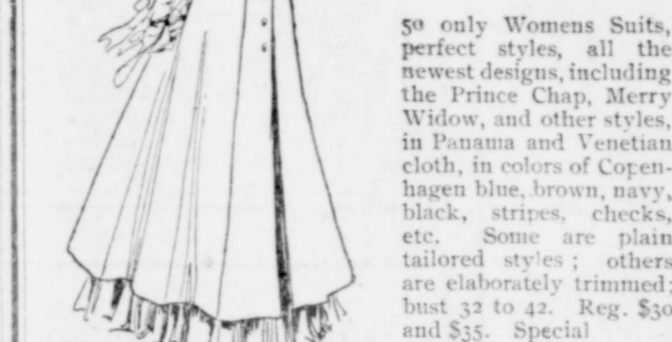 50 only Womens Suits,
perfect styles, all the
newest designs, including
the Prince Chap, Merry
Widow, and other styles,
in Panama and Venetian
cloth, in colors of Copen-
hagen blue, brown, navy,
black, stripes, checks,
etc. Some are plain
tailored styles; others
are elaborately trimmed;
bust 32 to 42. Reg. $30
and $35. Special